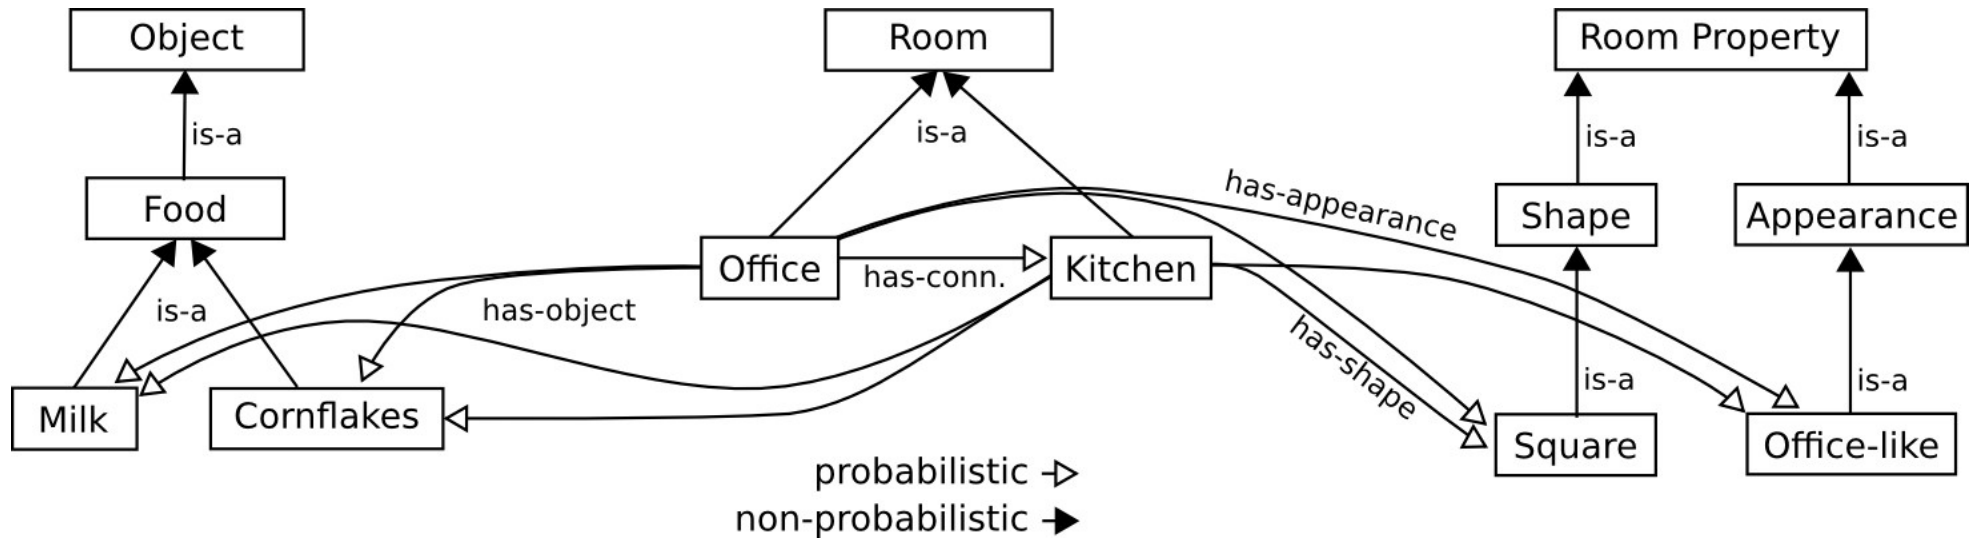 Object
Room
Room Property
is-a
is-a
is-a
is-a
Food
Shape
Appearance
has-appearance
Office
has-conn.
Kitchen
is-a
has-object
has-shape
is-a
is-a
Milk
Cornflakes
Square
Office-like
probabilistic
non-probabilistic